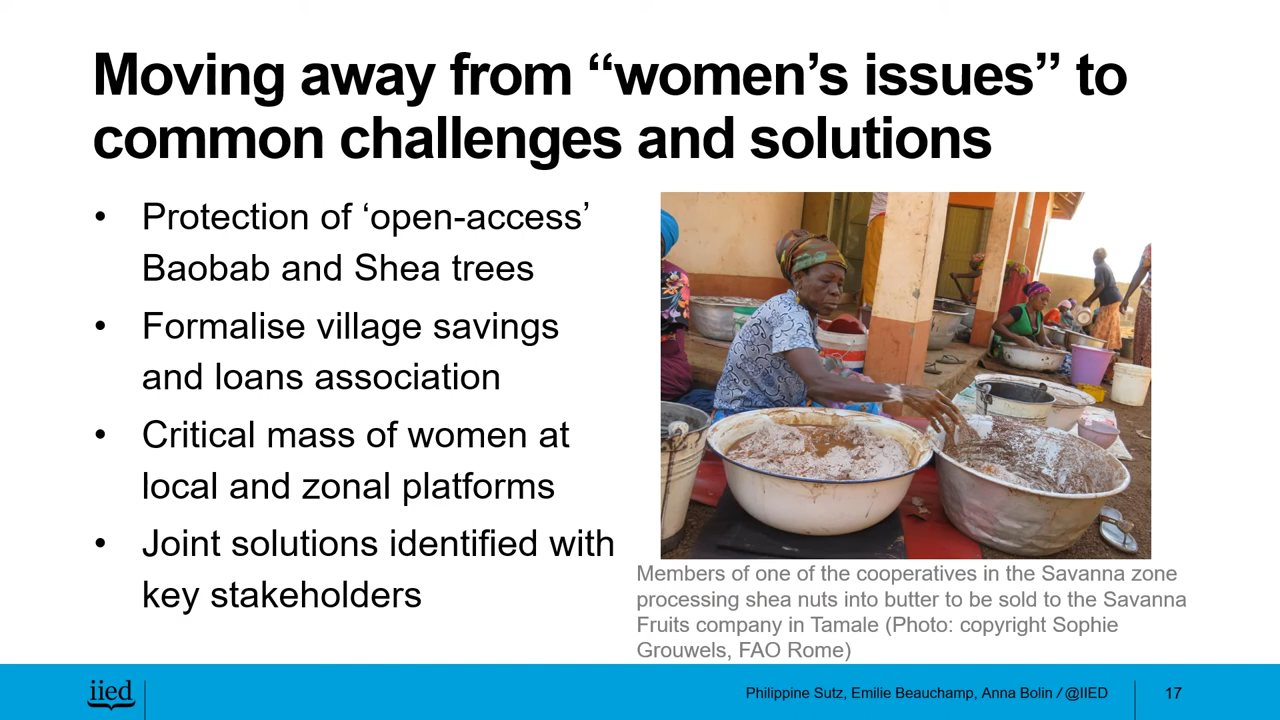 Moving away from “women’s issues” to
common challenges and solutions
• Protection of ‘open-access’
Baobab and Shea trees
• Formalise village savings
and loans association
• Critical mass of women at
local and zonal platforms
• Joint solutions identified with
key stakeholders
Members of one of the cooperatives in the Savanna zone
processing shea nuts into butter to be sold to the Savanna
Fruits company in Tamale (Photo: copyright Sophie
Grouwels, FAO Rome)
iied
Philippine Sutz, Emilie Beauchamp, Anna Bolin / @IIED
17